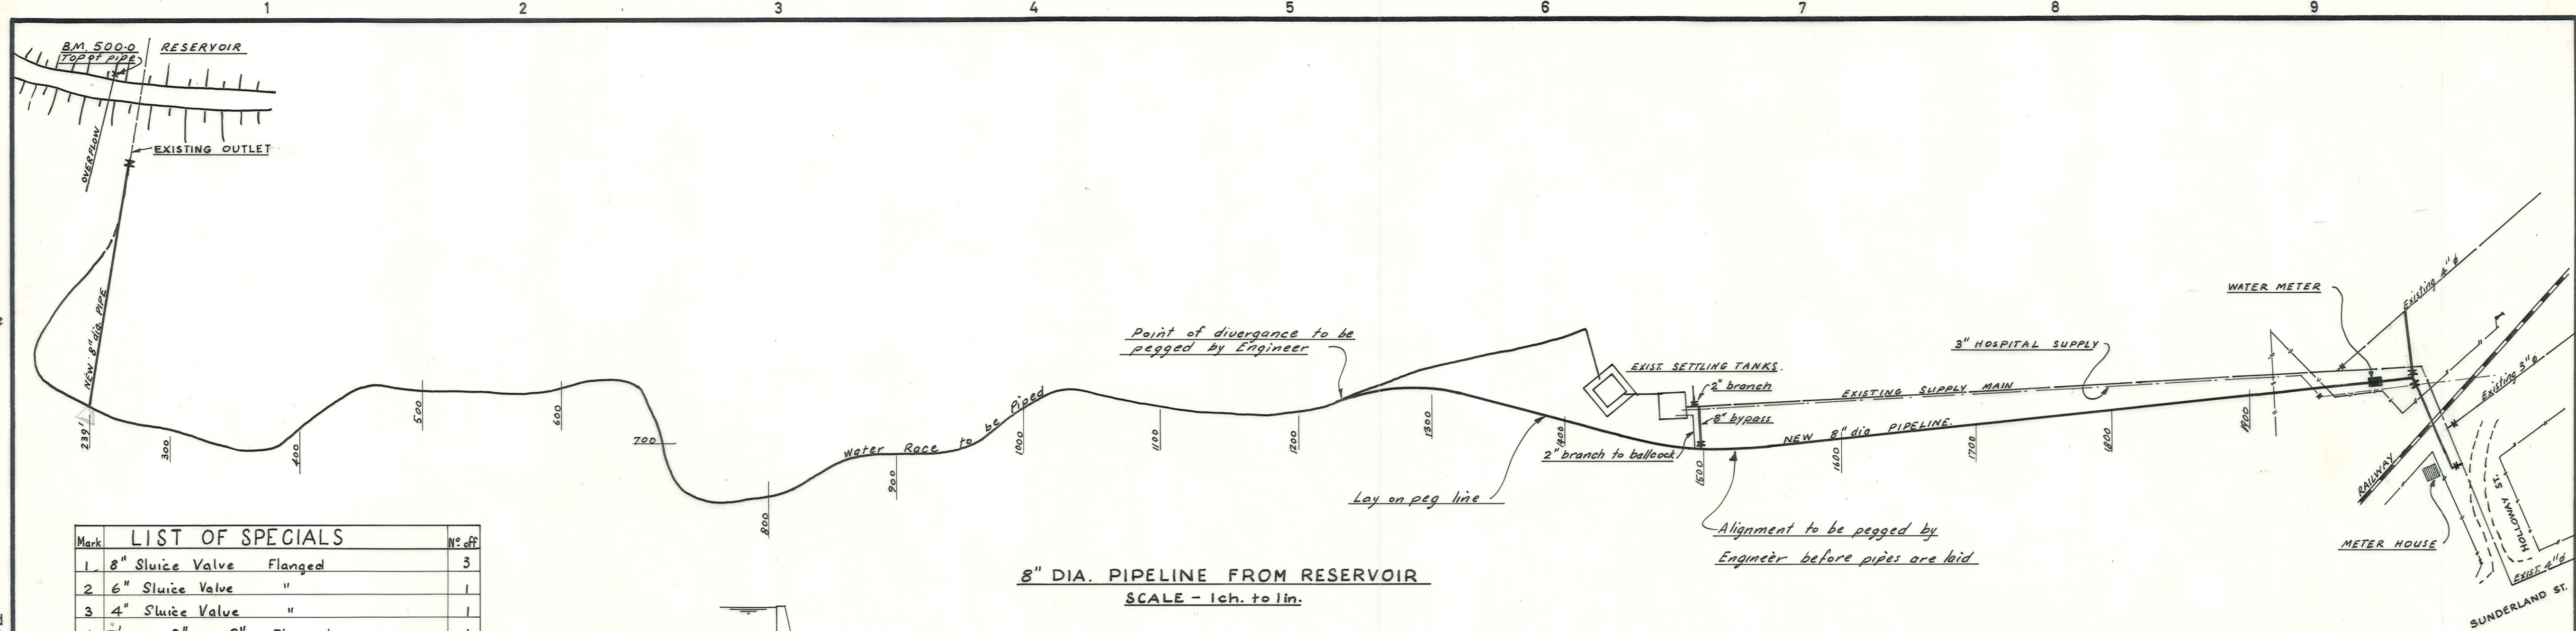 1 2 3 4 5 6 7 8 9
B.M. 500·0
Top of pipe
RESERVOIR
OVERFLOW
EXISTING OUTLET
NEW 8" dia. PIPE
239'
300
400
500
600
700
800
Water Race to be Piped
900
1000
1100
1200
Point of divergance to be
pegged by Engineer
1300
1400
Lay on peg line
EXIST. SETTLING TANKS.
2" branch
8" bypass
2" branch to ballcock
1500
Alignment to be pegged by
Engineer before pipes are laid
EXISTING SUPPLY MAIN
3" HOSPITAL SUPPLY
NEW 8" dia PIPELINE.
1600
1700
1800
1900
WATER METER
Existing 4" ø
Existing 3" ø
RAILWAY
METER HOUSE
HOLLOWAY ST.
EXIST. 4" ø
SUNDERLAND ST.
8" DIA. PIPELINE FROM RESERVOIR
SCALE - 1ch. to 1in.
Mark LIST OF SPECIALS No. off
1 8" Sluice Valve Flanged 3
2 6" Sluice Valve " 1
3 4" Sluice Valve " 1